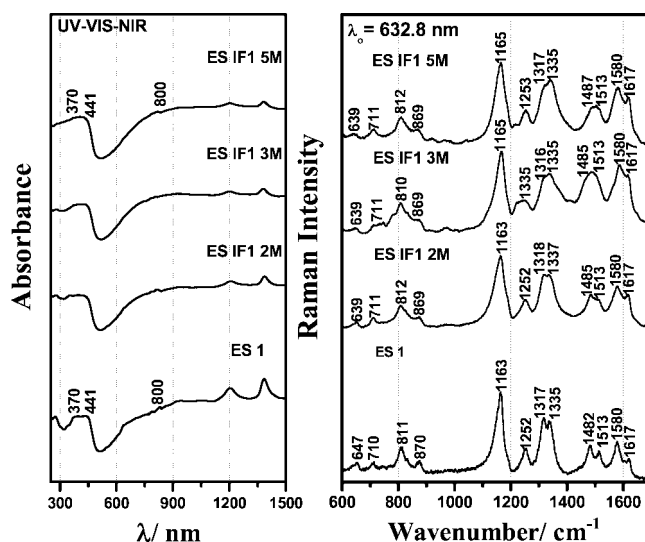 UV-VIS-NIR
ES IF1 5M
370
441
800
ES IF1 3M
ES IF1 2M
ES 1
370
441
800
Absorbance
300 600 900 1200 1500
λ/ nm
λo= 632.8 nm
ES IF1 5M
639 711 812 869 1165 1253 1317 1335 1487 1513 1580 1617
ES IF1 3M
639 711 810 869 1165 1335 1316 1335 1485 1513 1580 1617
ES IF1 2M
639 711 812 869 1163 1252 1318 1337 1485 1513 1580 1617
ES 1
647 710 811 870 1163 1252 1317 1335 1482 1513 1580 1617
Raman Intensity
600 800 1000 1200 1400 1600
Wavenumber/ cm-1